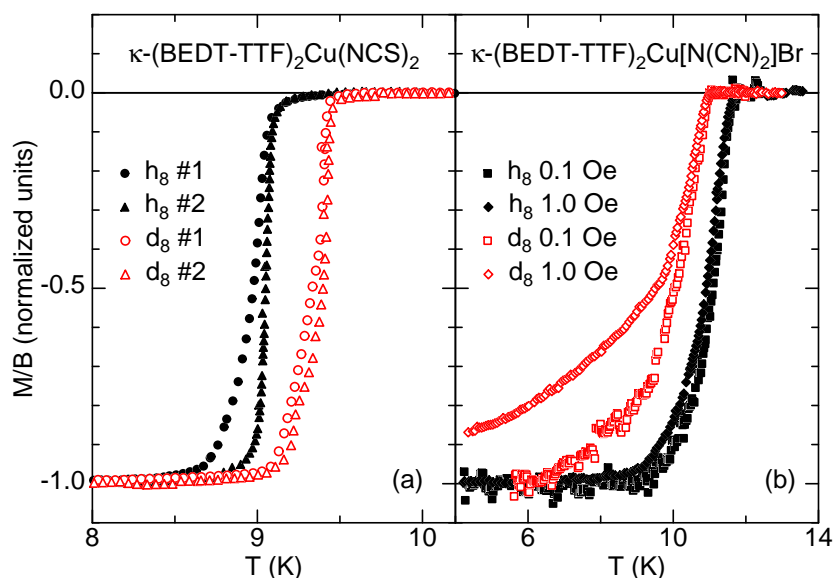 κ-(BEDT-TTF)₂Cu(NCS)₂
κ-(BEDT-TTF)₂Cu[N(CN)₂]Br
0.0
-0.5
-1.0
M/B (normalized units)
h₈ #1
h₈ #2
d₈ #1
d₈ #2
(a)
8 9 10
T (K)
h₈ 0.1 Oe
h₈ 1.0 Oe
d₈ 0.1 Oe
d₈ 1.0 Oe
(b)
6 8 10 12 14
T (K)